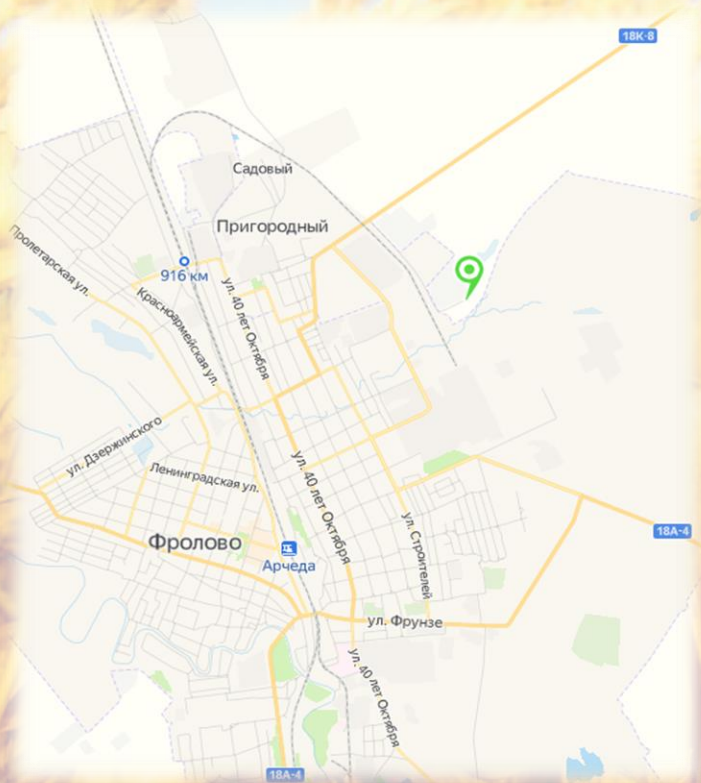 18К-8
Садовый
Пригородный
Пролетарская ул.
916 км
Красноармейская ул.
ул. 40 лет Октября
ул. Дзержинского
Ленинградская ул.
ул. 40 лет Октября
ул. Строителей
18А-4
Фролово
Арчеда
ул. Фрунзе
ул. 40 лет Октября
18А-4